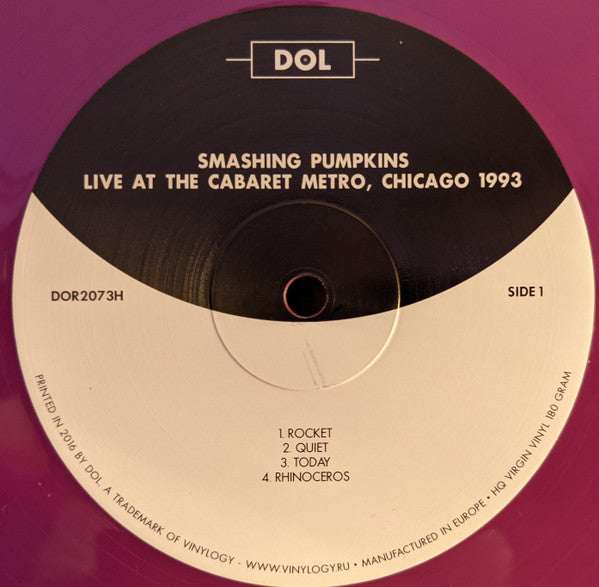 DOL
SMASHING PUMPKINS
LIVE AT THE CABARET METRO, CHICAGO 1993
DOR2073H
SIDE 1
1. ROCKET
2. QUIET
3. TODAY
4. RHINOCEROS
PRINTED IN 2016 BY DOL. A TRADEMARK OF VINYLOGY - WWW.VINYLOGY.RU • MANUFACTURED IN EUROPE • HQ VIRGIN VINYL 180 GRAM